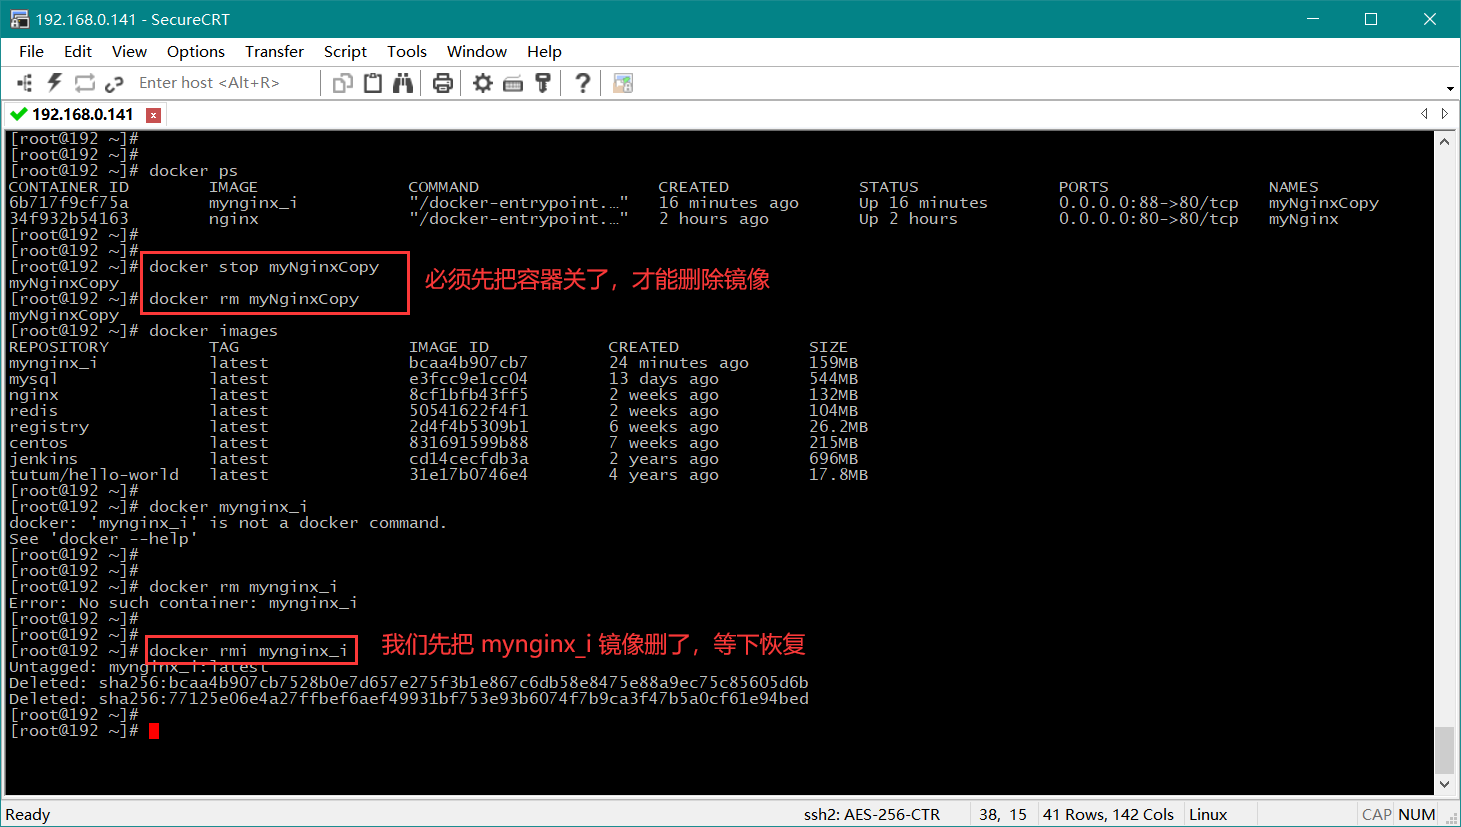 192.168.0.141 - SecureCRT
File Edit View Options Transfer Script Tools Window Help
Enter host <Alt+R>
192.168.0.141
[root@192 ~]#
[root@192 ~]#
[root@192 ~]# docker ps
CONTAINER ID IMAGE COMMAND CREATED STATUS PORTS NAMES
6b717f9cf75a mynginx_i "/docker-entrypoint.…" 16 minutes ago Up 16 minutes 0.0.0.0:88->80/tcp myNginxCopy
34f932b54163 nginx "/docker-entrypoint.…" 2 hours ago Up 2 hours 0.0.0.0:80->80/tcp myNginx
[root@192 ~]#
[root@192 ~]#
[root@192 ~]# docker stop myNginxCopy
myNginxCopy
必须先把容器关了，才能删除镜像
[root@192 ~]# docker rm myNginxCopy
myNginxCopy
[root@192 ~]# docker images
REPOSITORY TAG IMAGE ID CREATED SIZE
mynginx_i latest bcaa4b907cb7 24 minutes ago 159MB
mysql latest e3fcc9e1cc04 13 days ago 544MB
nginx latest 8cf1bfb43ff5 2 weeks ago 132MB
redis latest 50541622f4f1 2 weeks ago 104MB
registry latest 2d4f4b5309b1 6 weeks ago 26.2MB
centos latest 831691599b88 7 weeks ago 215MB
jenkins latest cd14cecfdb3a 2 years ago 696MB
tutum/hello-world latest 31e17b0746e4 4 years ago 17.8MB
[root@192 ~]#
[root@192 ~]# docker mynginx_i
docker: 'mynginx_i' is not a docker command.
See 'docker --help'
[root@192 ~]#
[root@192 ~]#
[root@192 ~]# docker rm mynginx_i
Error: No such container: mynginx_i
[root@192 ~]#
[root@192 ~]#
[root@192 ~]# docker rmi mynginx_i
我们先把 mynginx_i 镜像删了，等下恢复
Untagged: mynginx_i:latest
Deleted: sha256:bcaa4b907cb7528b0e7d657e275f3b1e867c6db58e8475e88a9ec75c85605d6b
Deleted: sha256:77125e06e4a27ffbef6aef49931bf753e93b6074f7b9ca3f47b5a0cf61e94bed
[root@192 ~]#
[root@192 ~]#
Ready ssh2: AES-256-CTR 38, 15 41 Rows, 142 Cols Linux CAP NUM